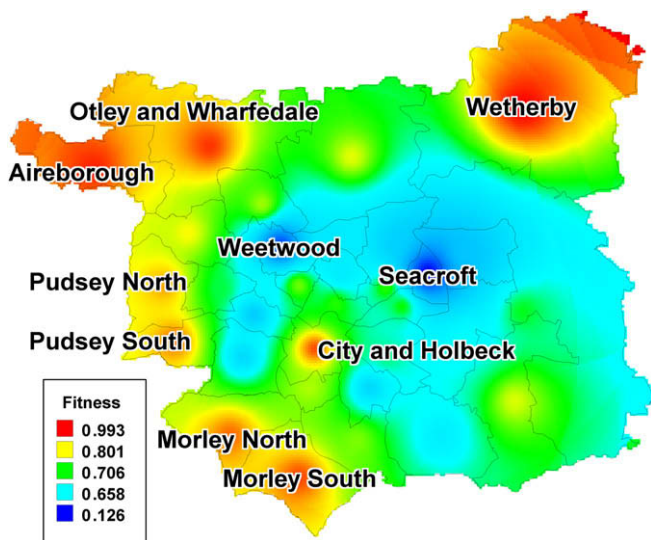 Otley and Wharfedale
Wetherby
Aireborough
Weetwood
Seacroft
Pudsey North
Pudsey South
City and Holbeck
Morley North
Morley South
Fitness
0.993
0.801
0.706
0.658
0.126